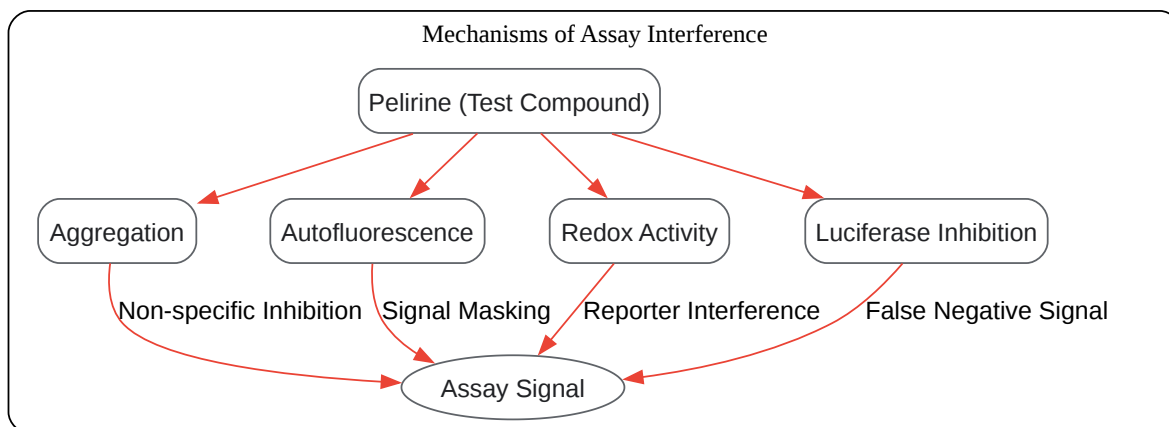 Mechanisms of Assay Interference
Pelirine (Test Compound)
Aggregation
Autofluorescence
Redox Activity
Luciferase Inhibition
Non-specific Inhibition
Signal Masking
Reporter Interference
False Negative Signal
Assay Signal